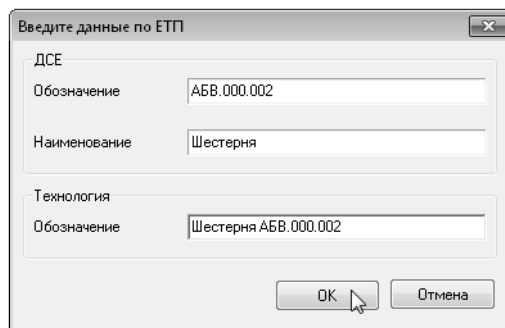 Введите данные по ЕТП
ДСЕ
Обозначение АБВ.000.002
Наименование Шестерня
Технология
Обозначение Шестерня АБВ.000.002
OK Отмена